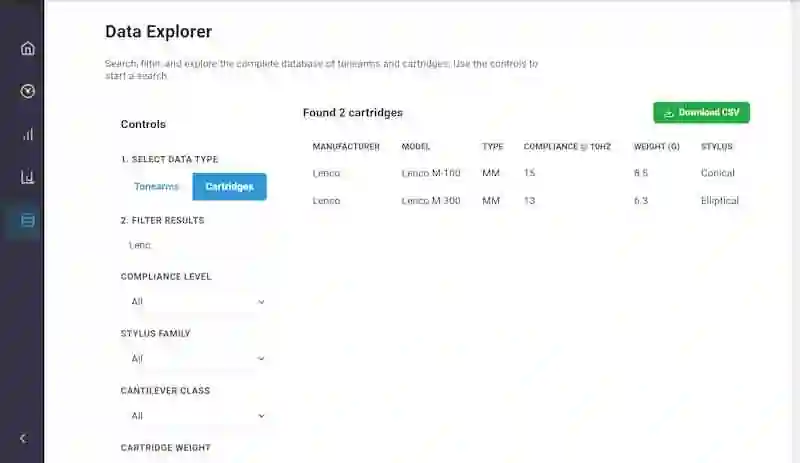 Data Explorer
Search, filter, and explore the complete database of tonearms and cartridges. Use the controls to
start a search.
Controls
1. SELECT DATA TYPE
Tonearms Cartridges
2. FILTER RESULTS
Lenc
COMPLIANCE LEVEL
All
STYLUS FAMILY
All
CANTILEVER CLASS
All
CARTRIDGE WEIGHT
Found 2 cartridges
Download CSV
MANUFACTURER MODEL TYPE COMPLIANCE @ 10HZ WEIGHT (G) STYLUS
Lenco Lenco M-100 MM 15 Conical
Lenco Lenco M-300 MM 13 6.3 Elliptical